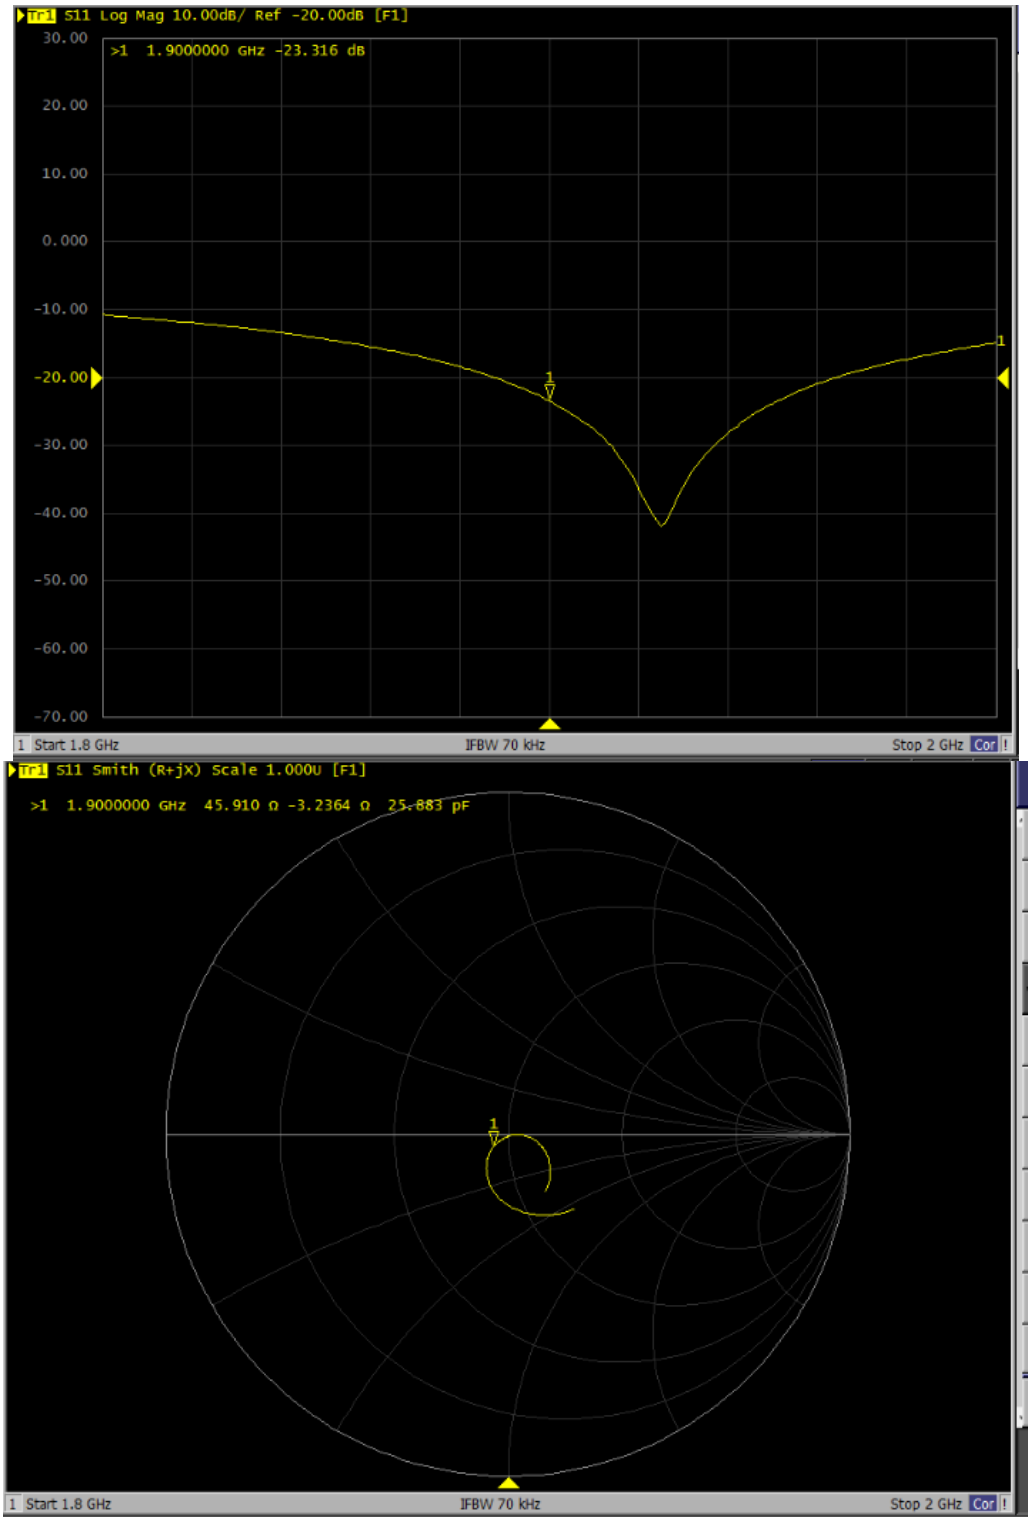 Tr1 S11 Log Mag 10.00dB/ Ref -20.00dB [F1]
30.00
>1 1.9000000 GHz -23.316 dB
20.00
10.00
0.000
-10.00
1
-20.00
1
-30.00
-40.00
-50.00
-60.00
-70.00
1 Start 1.8 GHz IFBW 70 kHz Stop 2 GHz Cor !
Tr1 S11 Smith (R+jX) Scale 1.000U [F1]
>1 1.9000000 GHz 45.910 Ω -3.2364 Ω 25.883 pF
1
1 Start 1.8 GHz IFBW 70 kHz Stop 2 GHz Cor !